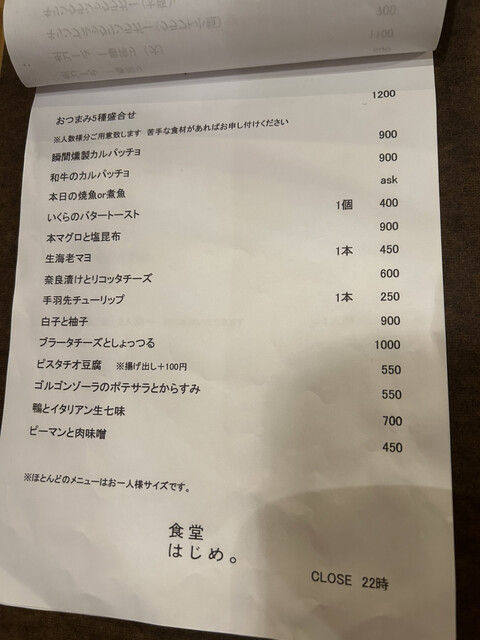 おつまみ5種盛合せ 1200
※人数様分ご用意致します 苦手な食材があればお申し付けください
瞬間燻製カルパッチョ 900
和牛のカルパッチョ 900
本日の焼魚or煮魚 ask
いくらのバタートースト 1個 400
本マグロと塩昆布 900
生海老マヨ 1本 450
奈良漬けとリコッタチーズ 600
手羽先チューリップ 1本 250
白子と柚子 900
ブラータチーズとしょっつる 1000
ピスタチオ豆腐 ※揚げ出し＋100円 550
ゴルゴンゾーラのポテサラとからすみ 550
鴨とイタリアン生七味 700
ピーマンと肉味噌 450
※ほとんどのメニューはお一人様サイズです。
食堂
はじめ。
CLOSE 22時